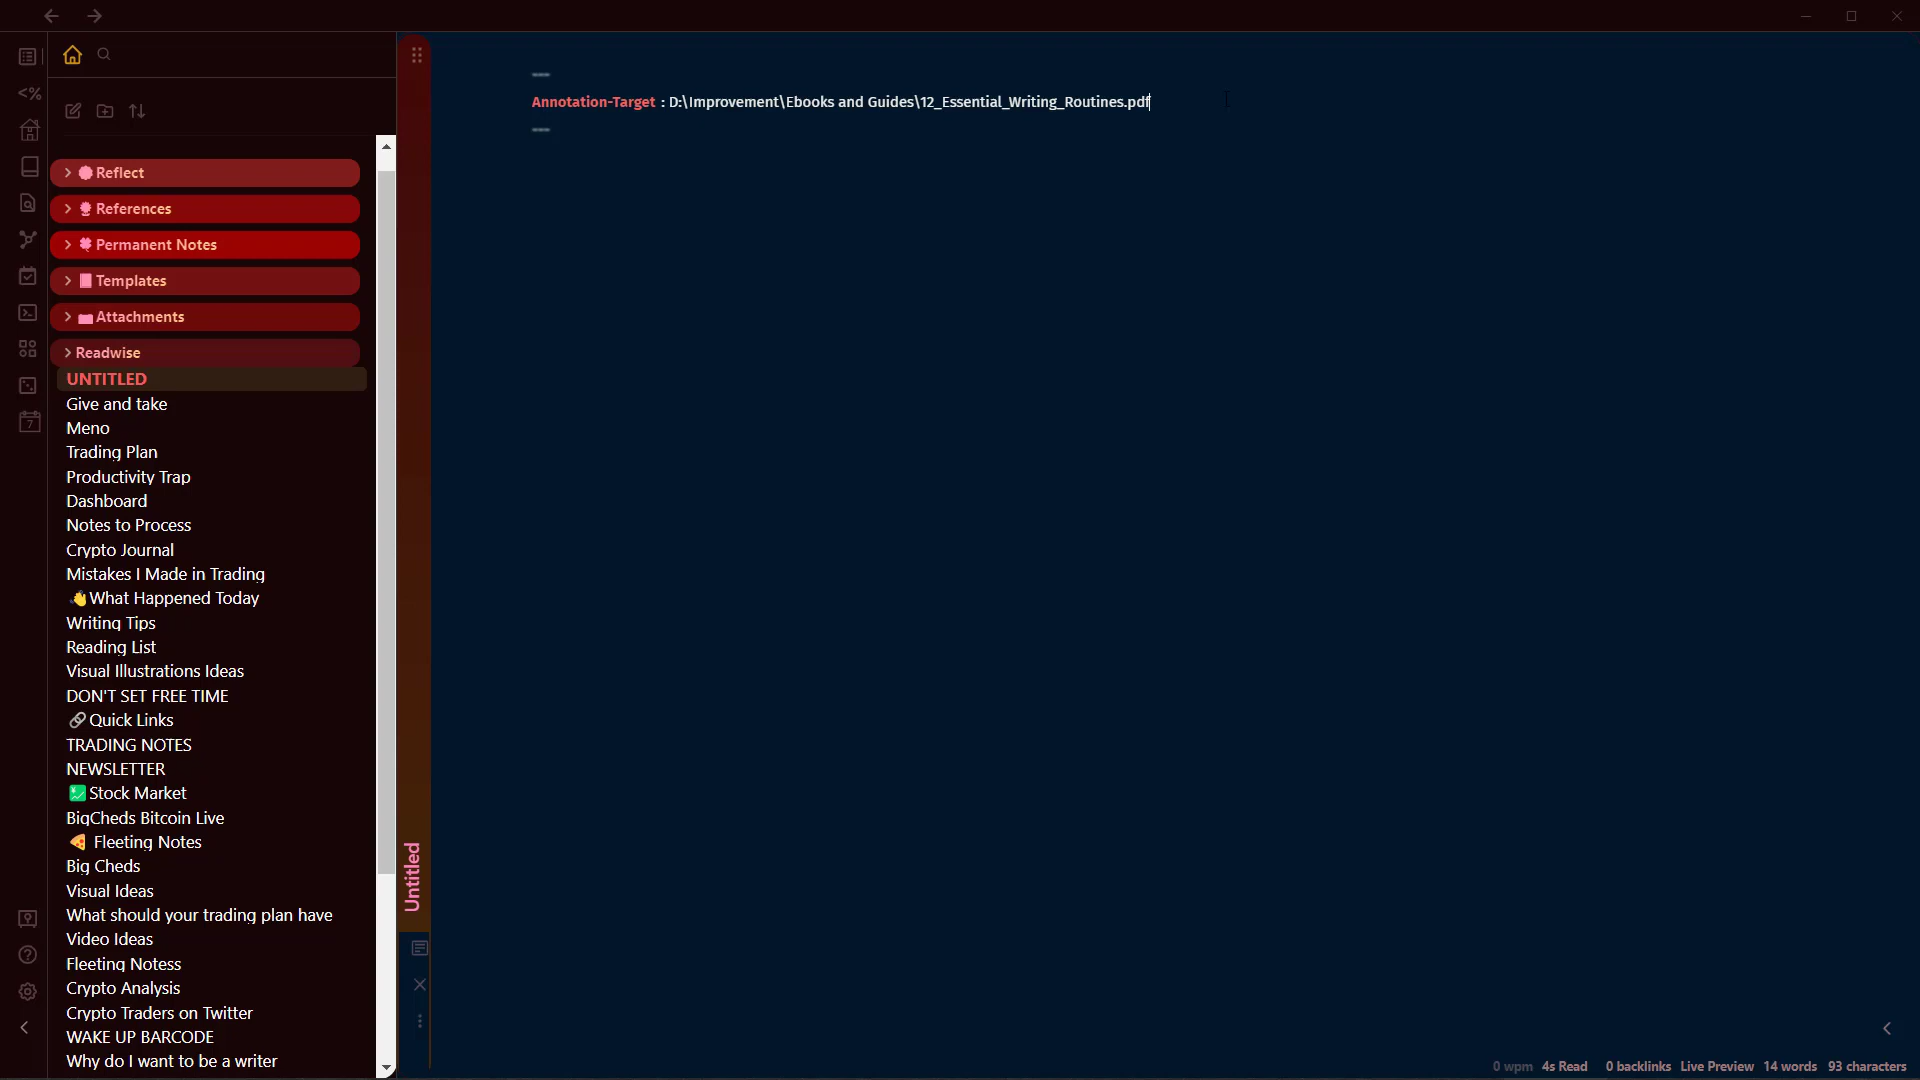 Reflect
References
Permanent Notes
Templates
Attachments
Readwise
UNTITLED
Give and take
Meno
Trading Plan
Productivity Trap
Dashboard
Notes to Process
Crypto Journal
Mistakes I Made in Trading
👋What Happened Today
Writing Tips
Reading List
Visual Illustrations Ideas
DON'T SET FREE TIME
🔗Quick Links
TRADING NOTES
NEWSLETTER
💹Stock Market
BigCheds Bitcoin Live
🍕 Fleeting Notes
Big Cheds
Visual Ideas
What should your trading plan have
Video Ideas
Fleeting Notess
Crypto Analysis
Crypto Traders on Twitter
WAKE UP BARCODE
Why do I want to be a writer
Untitled
---
Annotation-Target : D:\Improvement\Ebooks and Guides\12_Essential_Writing_Routines.pdf
---
0 wpm 4s Read 0 backlinks Live Preview 14 words 93 characters